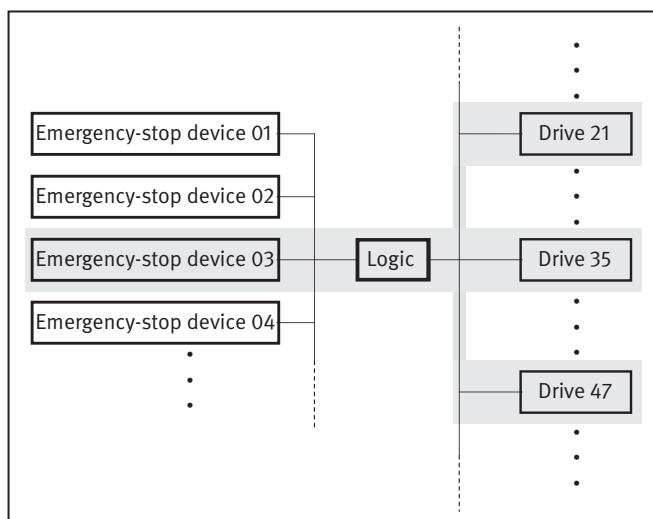 Emergency-stop device 01
Drive 21
Emergency-stop device 02
Emergency-stop device 03
Logic
Drive 35
Emergency-stop device 04
Drive 47